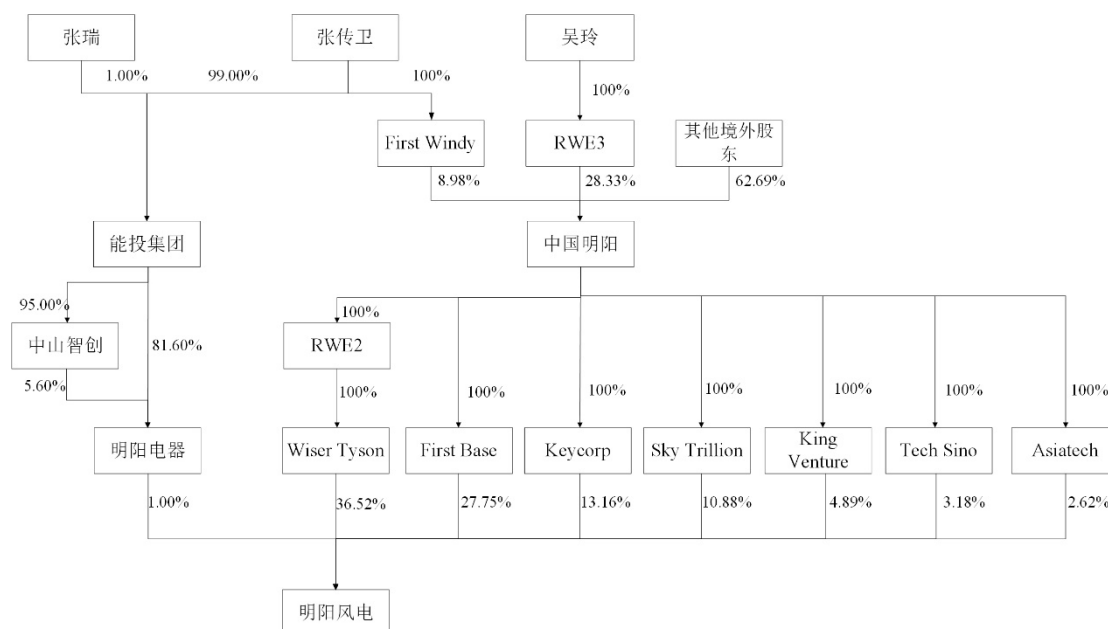 张瑞
张传卫
吴玲
1.00%
99.00%
100%
100%
First Windy
RWE3
其他境外股
东
8.98%
28.33%
62.69%
能投集团
中国明阳
95.00%
100%
中山智创
81.60%
RWE2
5.60%
100%
100%
100%
100%
100%
100%
100%
明阳电器
Wiser Tyson
First Base
Keycorp
Sky Trillion
King
Venture
Tech Sino
Asiatech
1.00%
36.52%
27.75%
13.16%
10.88%
4.89%
3.18%
2.62%
明阳风电